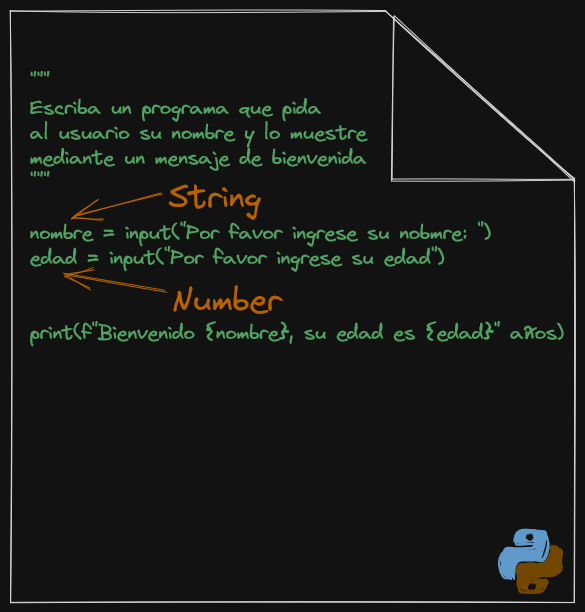 """
Escriba un programa que pida
al usuario su nombre y lo muestre
mediante un mensaje de bienvenida
"""
String
nombre = input("Por favor ingrese su nobmre: ")
edad = input("Por favor ingrese su edad")
Number
print(f"Bienvenido {nombre}, su edad es {edad}" años)